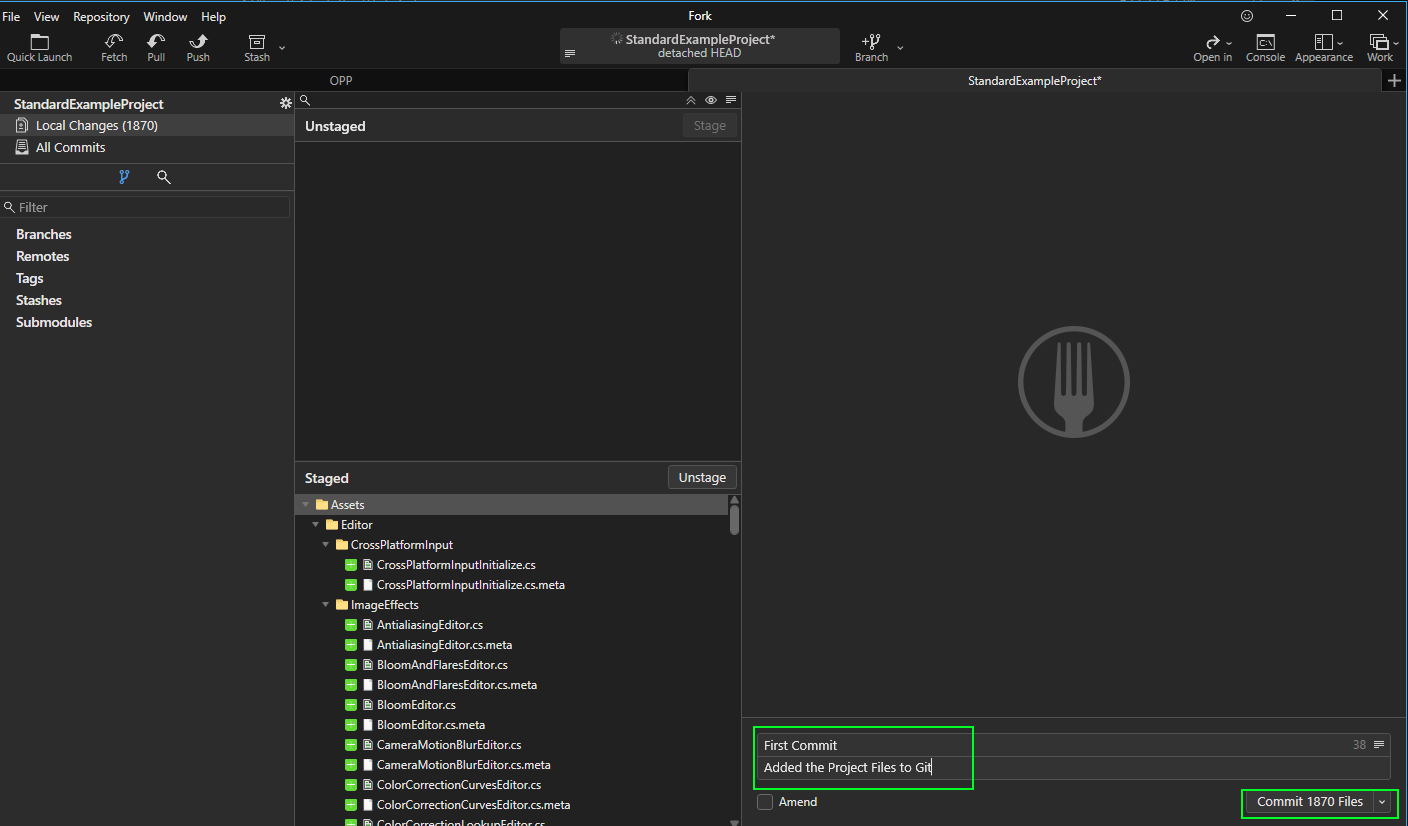 Fork
File View Repository Window Help
Quick Launch Fetch Pull Push Stash
StandardExampleProject*
detached HEAD
Branch Open in Console Appearance Work
OPP StandardExampleProject*
StandardExampleProject
Local Changes (1870)
All Commits
Filter
Branches
Remotes
Tags
Stashes
Submodules
Unstaged Stage
Staged Unstage
Assets
Editor
CrossPlatformInput
CrossPlatformInputInitialize.cs
CrossPlatformInputInitialize.cs.meta
ImageEffects
AntialiasingEditor.cs
AntialiasingEditor.cs.meta
BloomAndFlaresEditor.cs
BloomAndFlaresEditor.cs.meta
BloomEditor.cs
BloomEditor.cs.meta
CameraMotionBlurEditor.cs
CameraMotionBlurEditor.cs.meta
ColorCorrectionCurvesEditor.cs
ColorCorrectionCurvesEditor.cs.meta
ColorCorrectionLookupEditor.cs
First Commit 38
Added the Project Files to Git
Amend Commit 1870 Files